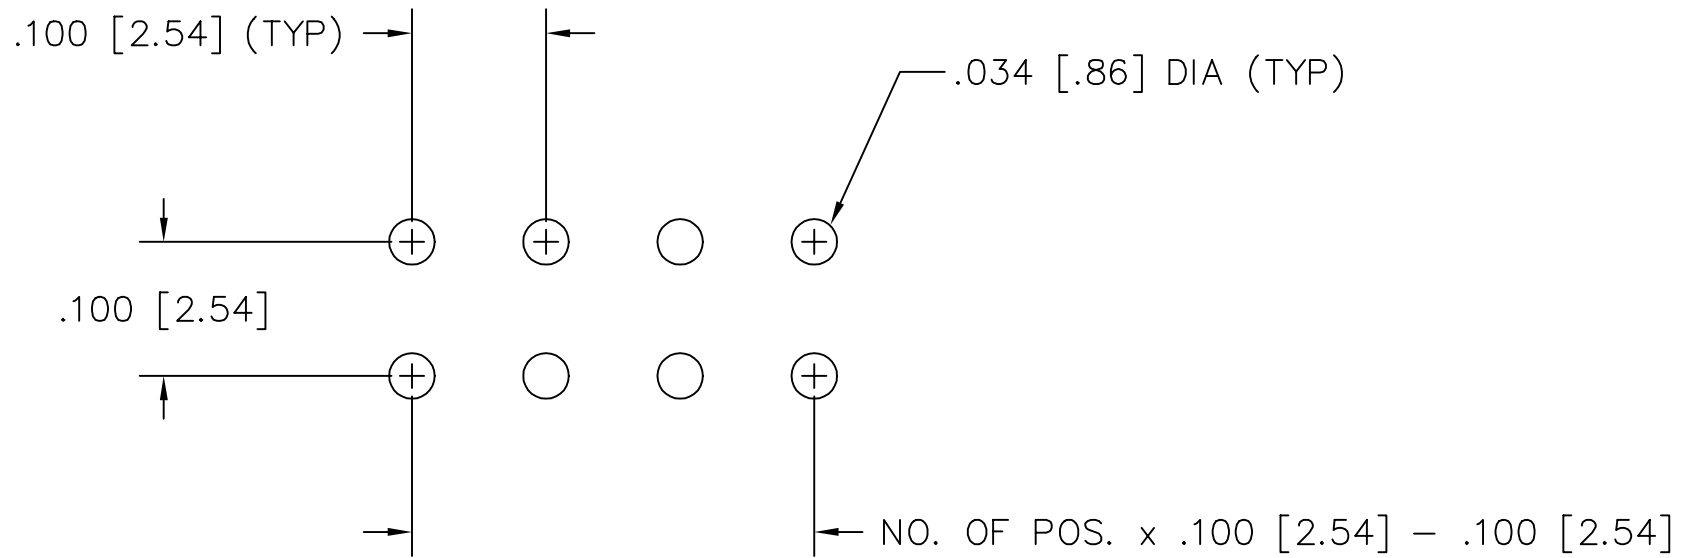 .100 [2.54] (TYP)
.034 [.86] DIA (TYP)
.100 [2.54]
NO. OF POS. x .100 [2.54] – .100 [2.54]